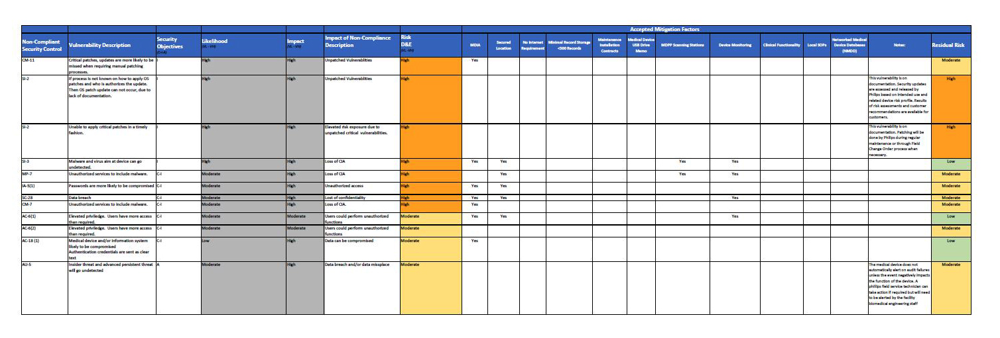 Accepted Mitigation Factors
Non-Compliant
Security Control
Vulnerability Description
Security
Objectives
(C-I-A)
Likelihood
(VL - VH)
Impact
(VL - VH)
Impact of Non-Compliance
Description
Risk
D&E
(VL - VH)
MDIA
Secured
Location
No Internet
Requirement
Minimal Record Storage
<500 Records
Maintenance
Installation
Contracts
Medical Device
USB Drive
Memo
MDPP Scanning Stations
Device Monitoring
Clinical Functionality
Local SOPs
Networked Medical
Device Databases
(NMDD)
Notes:
Residual Risk
CM-11
Critical patches, updates are more likely to be
missed when requiring manual patching
processes.
I
High
High
Unpatched Vulnerablities
High
Yes
Moderate
SI-2
If process is not known on how to apply OS
patches and who is authorizes the update.
Then OS patch update can not occur, due to
lack of documentation.
I
High
High
Unpatched Vulnerablities
High
This vulnerability is on
documentation. Security updates
are assessed and released by
Philips based on intended use and
related device risk profile. Results
of risk assessments and customer
recommendations are available for
customers.
High
SI-2
Unable to apply critical patches in a timely
fashion.
I
High
High
Elavated risk exposure due to
unpatched critical vulnerabilities.
High
This vulnerability is on
documentation. Patching will be
done by Philips during regular
maintenance or through Field
Change Order process when
necessary.
High
SI-3
Malware and virus aim at device can go
undetected.
I
High
High
Loss of CIA
High
Yes
Yes
Yes
Yes
Low
MP-7
Unauthorized services to include malware.
C-I
Moderate
High
Loss of CIA
High
Yes
Yes
Yes
Moderate
IA-5(1)
Passwords are more likely to be compromised
C-I
Moderate
High
Unauthorized access
High
Yes
Yes
Moderate
SC-28
Data breach
C-I
Moderate
High
Lost of confidentiality
High
Yes
Yes
Yes
Moderate
CM-7
Unauthorized services to include malware.
C-I
Moderate
High
Loss of CIA.
High
Yes
Moderate
AC-6(1)
Elevated priviledge. Users have more access
than required.
C-I
Moderate
Moderate
Users could perform unauthorized
functions
Moderate
Yes
Yes
Yes
Low
AC-6(2)
Elevated priviledge. Users have more access
than required.
C-I
Moderate
Moderate
Users could perform unauthorized
functions
Moderate
Moderate
AC-18 (1)
Medical device and/or information system
likely to be compromised
Authentication credentials are sent as clear
text
C-I
Low
High
Data can be compromised
Moderate
Yes
Low
AU-5
Insider threat and advanced persistent threat
will go undetected
A
Moderate
High
Data breach and/or data missplace
Moderate
The medical device does not
automatically alert on audit failures
unless the event negatively impacts
the function of the device. A
phillips field service technician can
take action if required but will need
to be alerted by the facility
biomedical engineering staff
Moderate